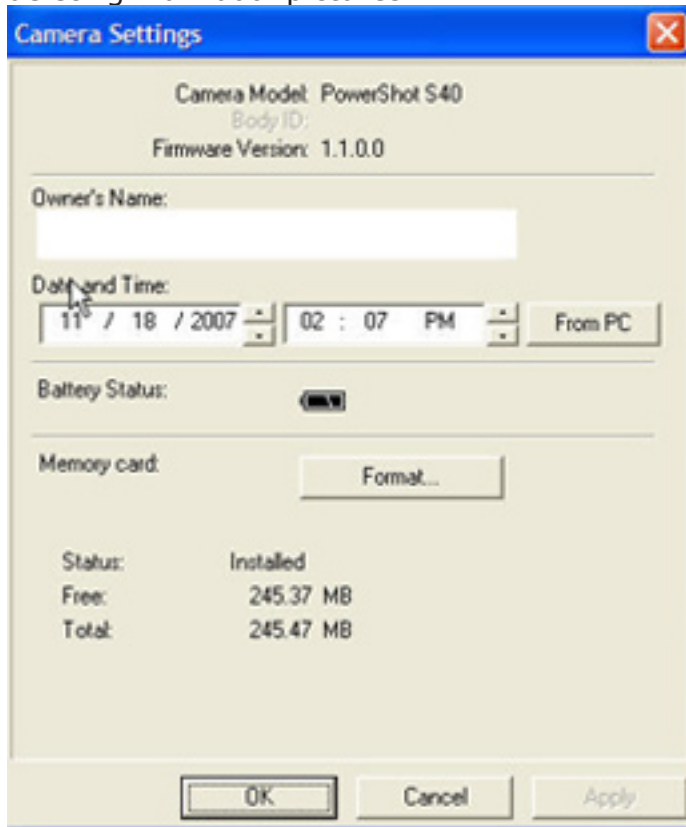 Camera Settings
Camera Model: PowerShot S40
Body ID:
Firmware Version: 1.1.0.0
Owner's Name:
Date and Time:
11 / 18 / 2007 02 : 07 PM From PC
Battery Status:
Memory card: Format...
Status: Installed
Free: 245.37 MB
Total: 245.47 MB
OK Cancel Apply